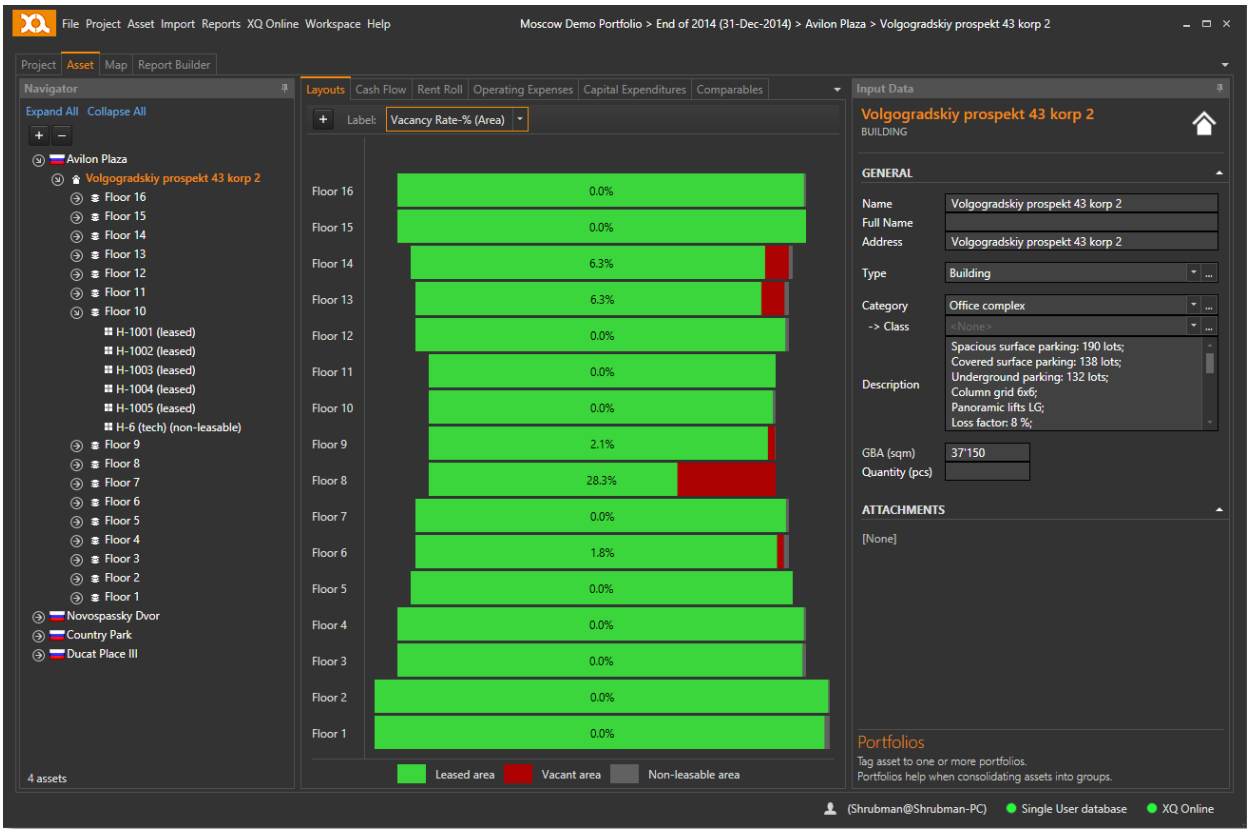 XQ File Project Asset Import Reports XQ Online Workspace Help Moscow Demo Portfolio > End of 2014 (31-Dec-2014) > Avilon Plaza > Volgogradskiy prospekt 43 korp 2
Project Asset Map Report Builder
Navigator
Expand All Collapse All
+ −
Avilon Plaza
Volgogradskiy prospekt 43 korp 2
Floor 16
Floor 15
Floor 14
Floor 13
Floor 12
Floor 11
Floor 10
H-1001 (leased)
H-1002 (leased)
H-1003 (leased)
H-1004 (leased)
H-1005 (leased)
H-6 (tech) (non-leasable)
Floor 9
Floor 8
Floor 7
Floor 6
Floor 5
Floor 4
Floor 3
Floor 2
Floor 1
Novospassky Dvor
Country Park
Ducat Place III
4 assets
Layouts Cash Flow Rent Roll Operating Expenses Capital Expenditures Comparables
+ Label: Vacancy Rate-% (Area)
Floor 16 0.0%
Floor 15 0.0%
Floor 14 6.3%
Floor 13 6.3%
Floor 12 0.0%
Floor 11 0.0%
Floor 10 0.0%
Floor 9 2.1%
Floor 8 28.3%
Floor 7 0.0%
Floor 6 1.8%
Floor 5 0.0%
Floor 4 0.0%
Floor 3 0.0%
Floor 2 0.0%
Floor 1 0.0%
Leased area Vacant area Non-leasable area
Input Data
Volgogradskiy prospekt 43 korp 2
BUILDING
GENERAL
Name Volgogradskiy prospekt 43 korp 2
Full Name
Address Volgogradskiy prospekt 43 korp 2
Type Building ...
Category Office complex ...
-> Class <None> ...
Description
Spacious surface parking: 190 lots;
Covered surface parking: 138 lots;
Underground parking: 132 lots;
Column grid 6x6;
Panoramic lifts LG;
Loss factor: 8 %;
GBA (sqm) 37'150
Quantity (pcs)
ATTACHMENTS
[None]
Portfolios
Tag asset to one or more portfolios.
Portfolios help when consolidating assets into groups.
(Shrubman@Shrubman-PC) Single User database XQ Online